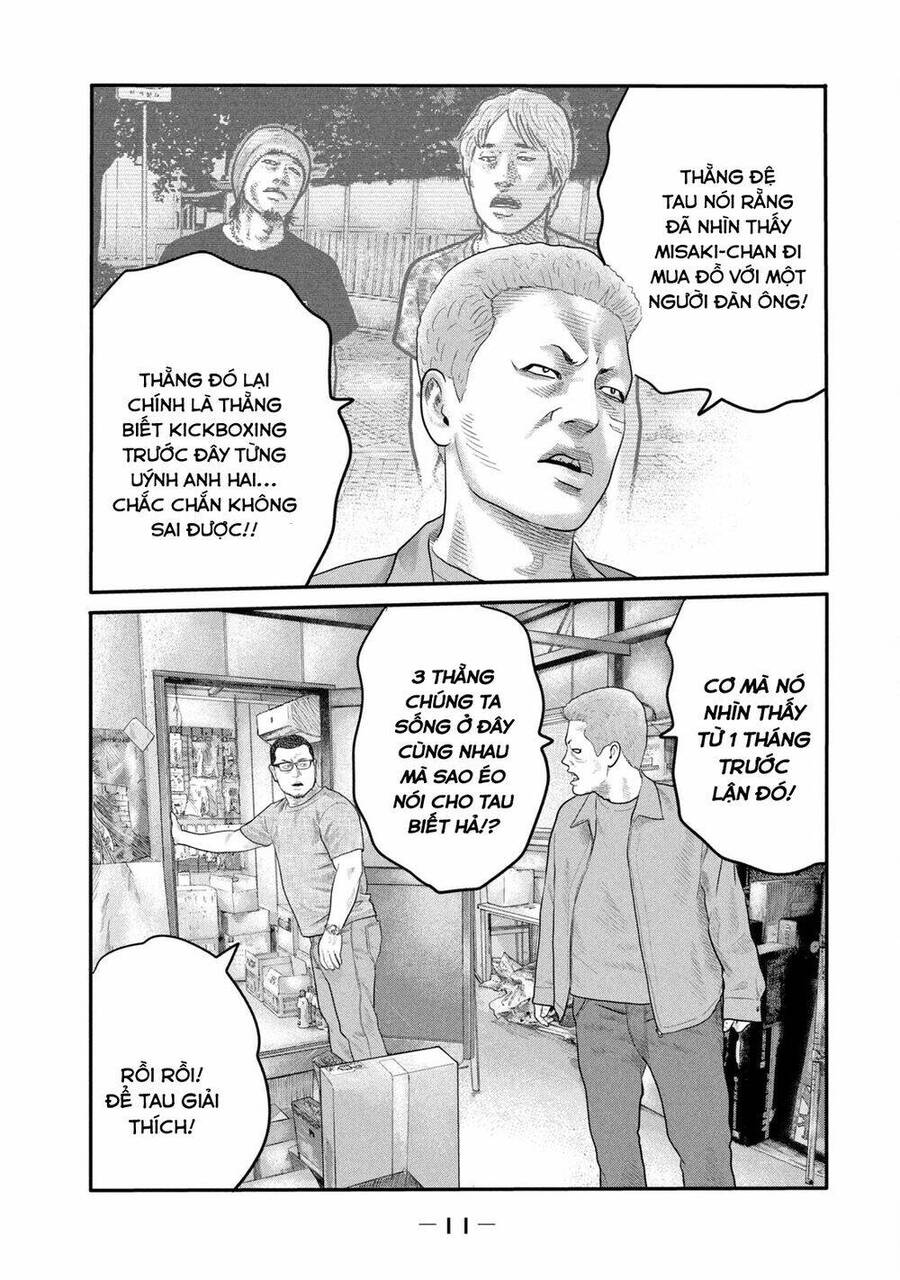 THẰNG ĐỆ
TAU NÓI RẰNG
ĐÃ NHÌN THẤY
MISAKI-CHAN ĐI
MUA ĐỒ VỚI MỘT
NGƯỜI ĐÀN ÔNG!
THẰNG ĐÓ LẠI
CHÍNH LÀ THẰNG
BIẾT KICKBOXING
TRƯỚC ĐÂY TỪNG
UÝNH ANH HAI...
CHẮC CHẮN KHÔNG
SAI ĐƯỢC!!
CƠ MÀ NÓ
NHÌN THẤY
TỪ 1 THÁNG
TRƯỚC
LẬN ĐÓ!
3 THẰNG
CHÚNG TA
SỐNG Ở ĐÂY
CÙNG NHAU
MÀ SAO ÉO
NÓI CHO TAU
BIẾT HẢ!?
RỒI RỒI!
ĐỂ TAU GIẢI
THÍCH!
— 11 —